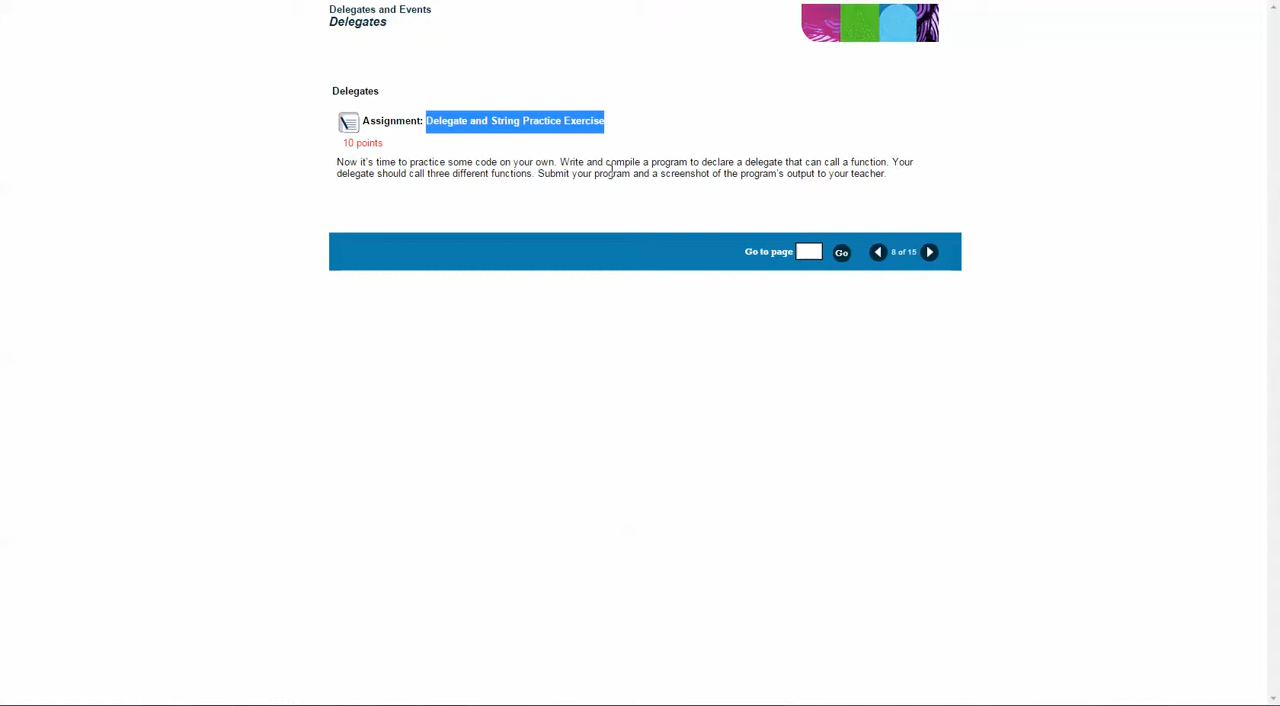 Delegates and Events
Delegates
Delegates
Assignment: Delegate and String Practice Exercise
10 points
Now it's time to practice some code on your own. Write and compile a program to declare a delegate that can call a function. Your
delegate should call three different functions. Submit your program and a screenshot of the program's output to your teacher.
Go to page Go 8 of 15